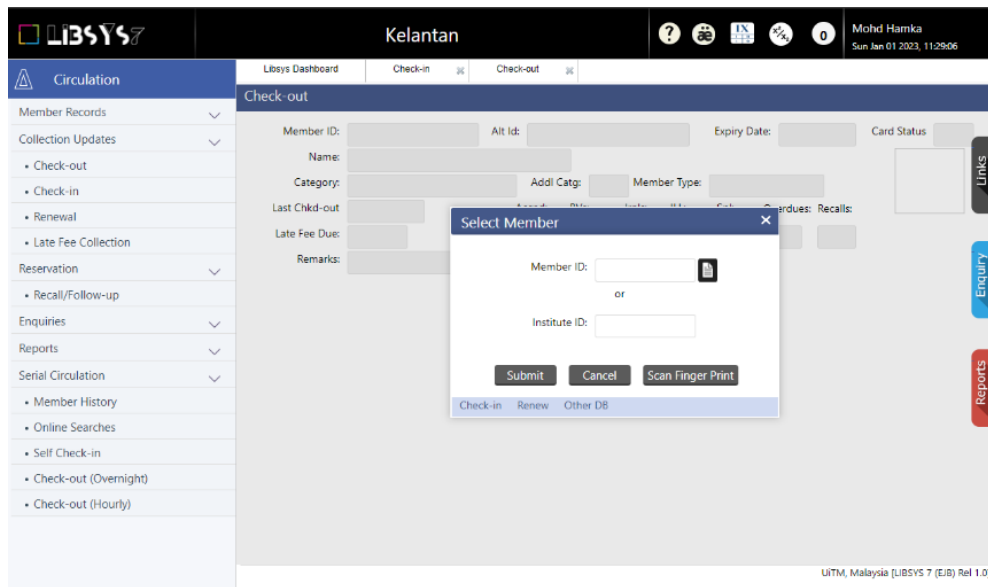 LiBSYS7
Kelantan
? äë IX x²/x₂ 0
Mohd Hamka
Sun Jan 01 2023, 11:29:06
Circulation
Libsys Dashboard Check-in Check-out
Check-out
Member Records
Collection Updates
• Check-out
• Check-in
• Renewal
• Late Fee Collection
Reservation
• Recall/Follow-up
Enquiries
Reports
Serial Circulation
• Member History
• Online Searches
• Self Check-in
• Check-out (Overnight)
• Check-out (Hourly)
Member ID: Alt Id: Expiry Date: Card Status
Name:
Category: Addl Catg: Member Type:
Last Chkd-out Recalls:
Late Fee Due:
Remarks:
Select Member
Member ID:
or
Institute ID:
Submit Cancel Scan Finger Print
Check-in Renew Other DB
Links
Enquiry
Reports
UiTM, Malaysia [LIBSYS 7 (EJB) Rel 1.0